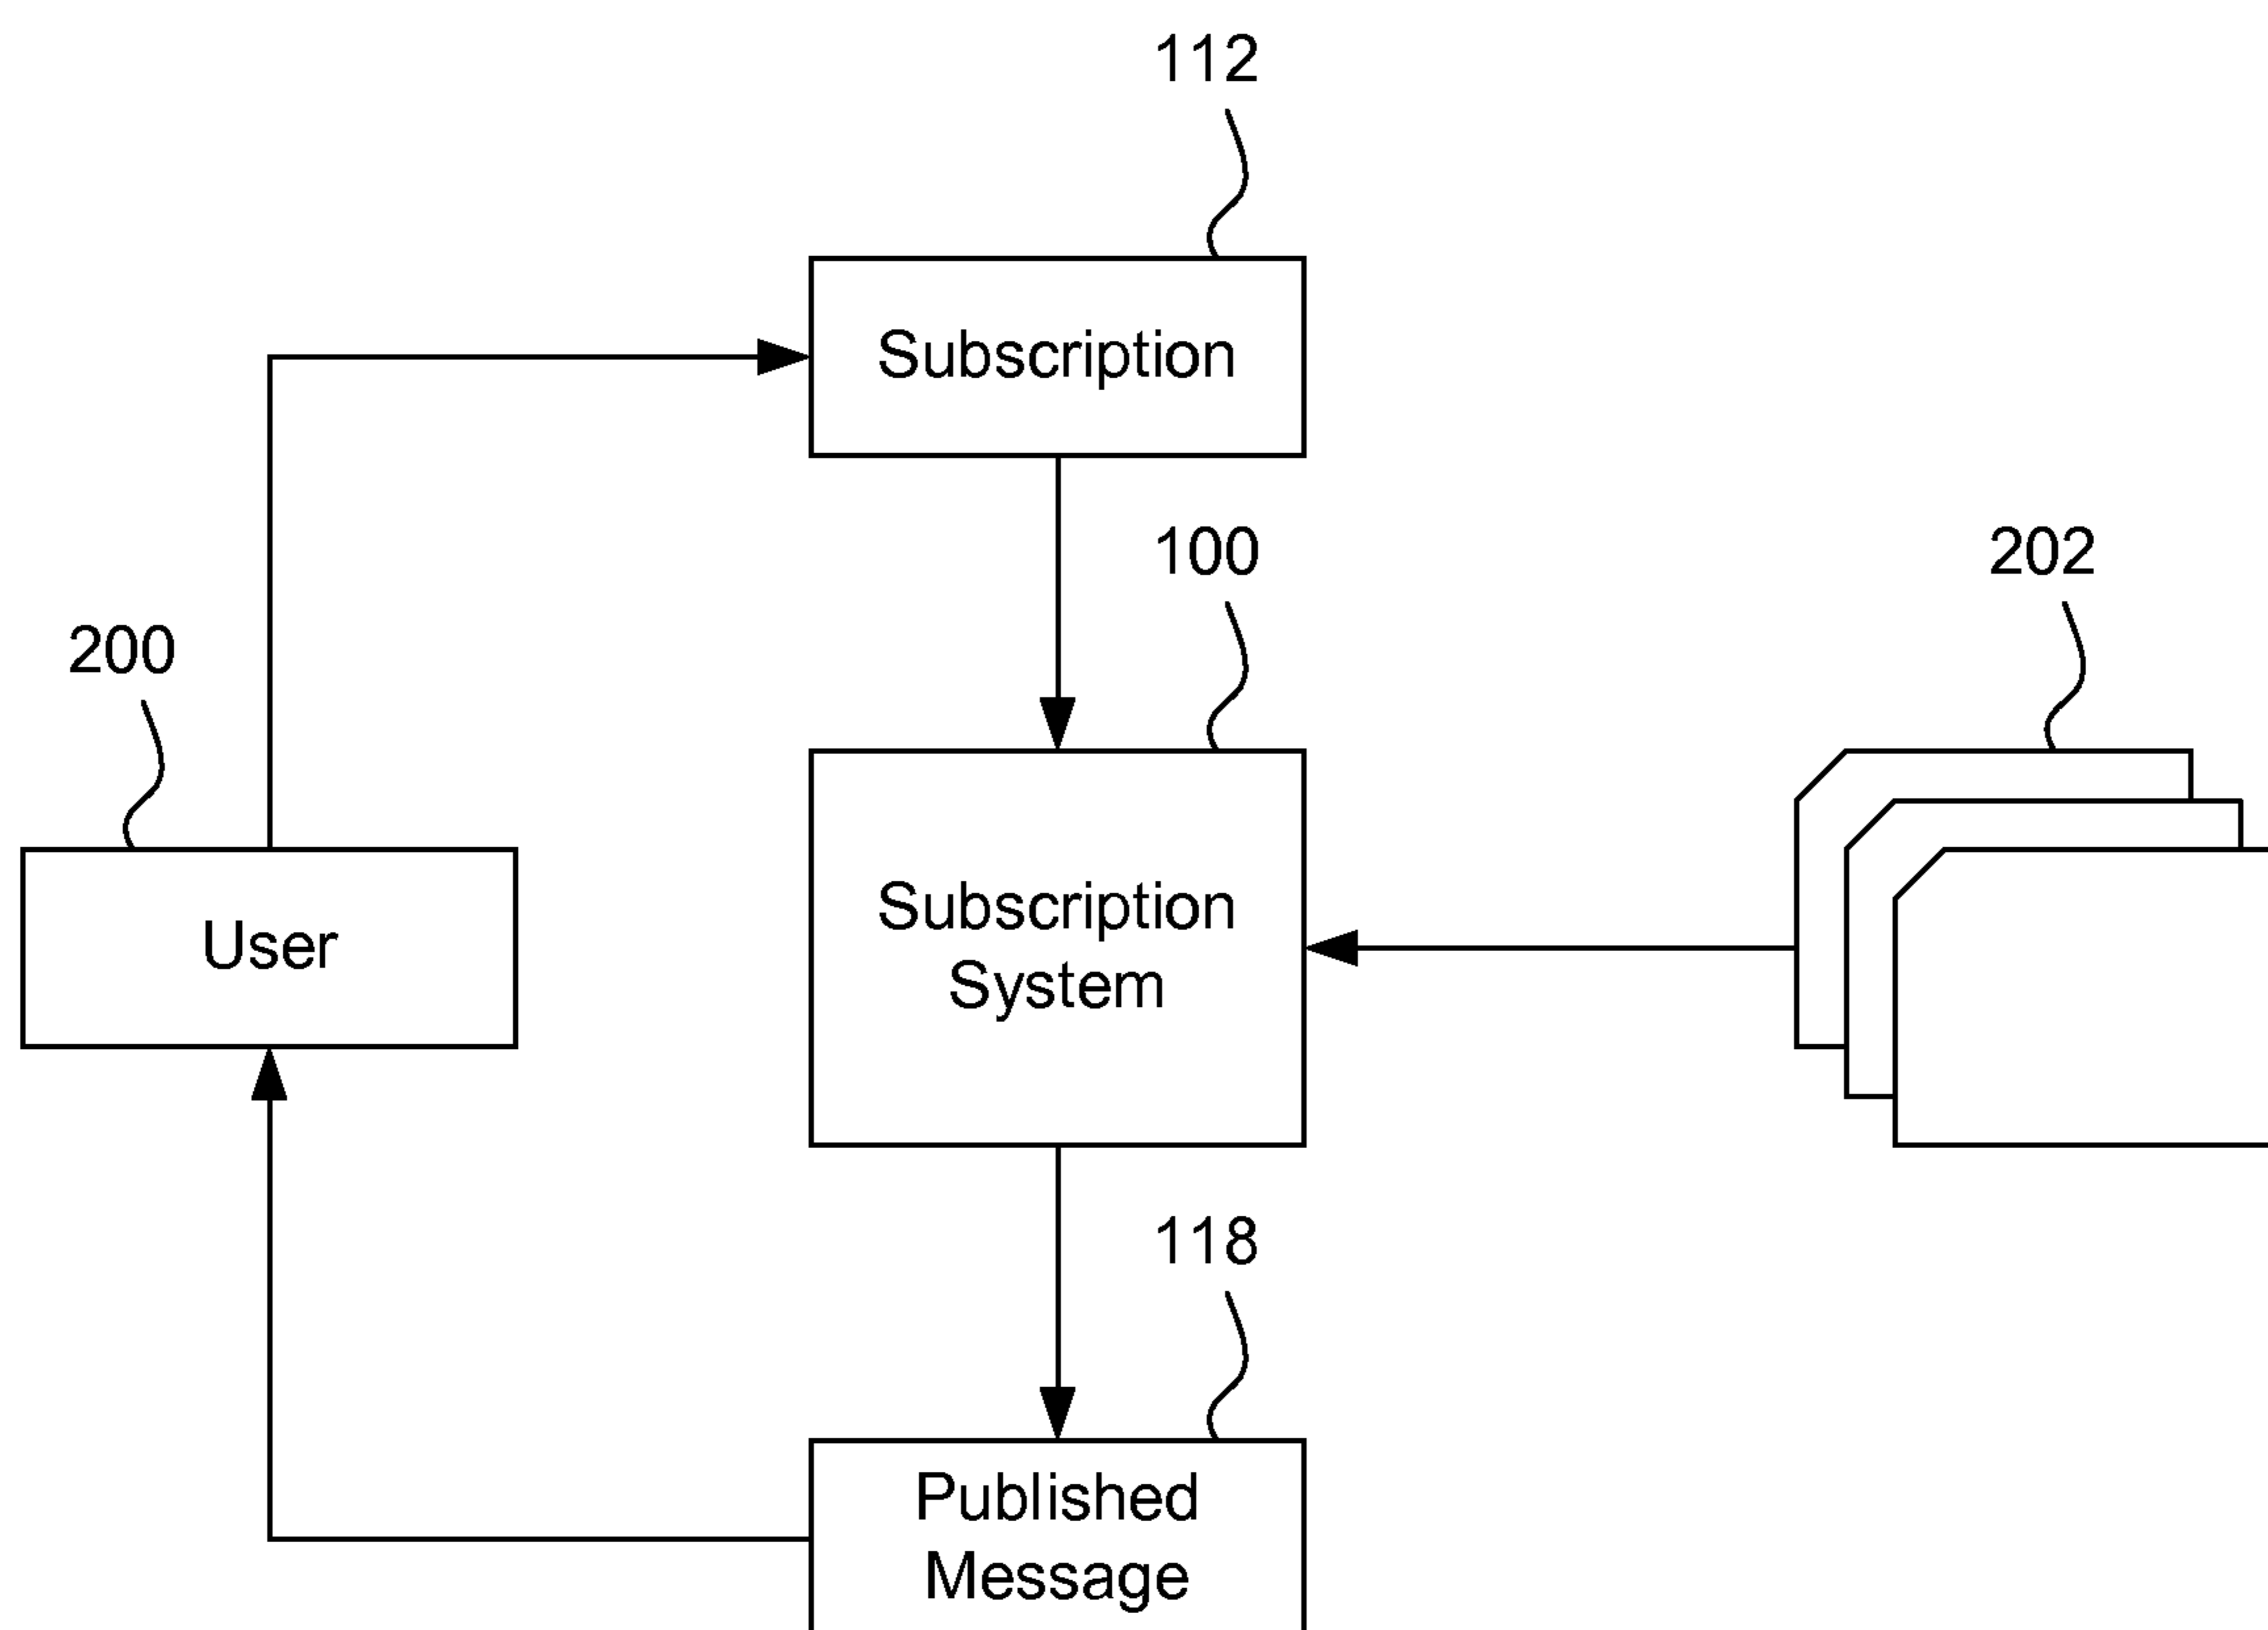 112
Subscription
100
202
200
Subscription
System
User
118
Published
Message